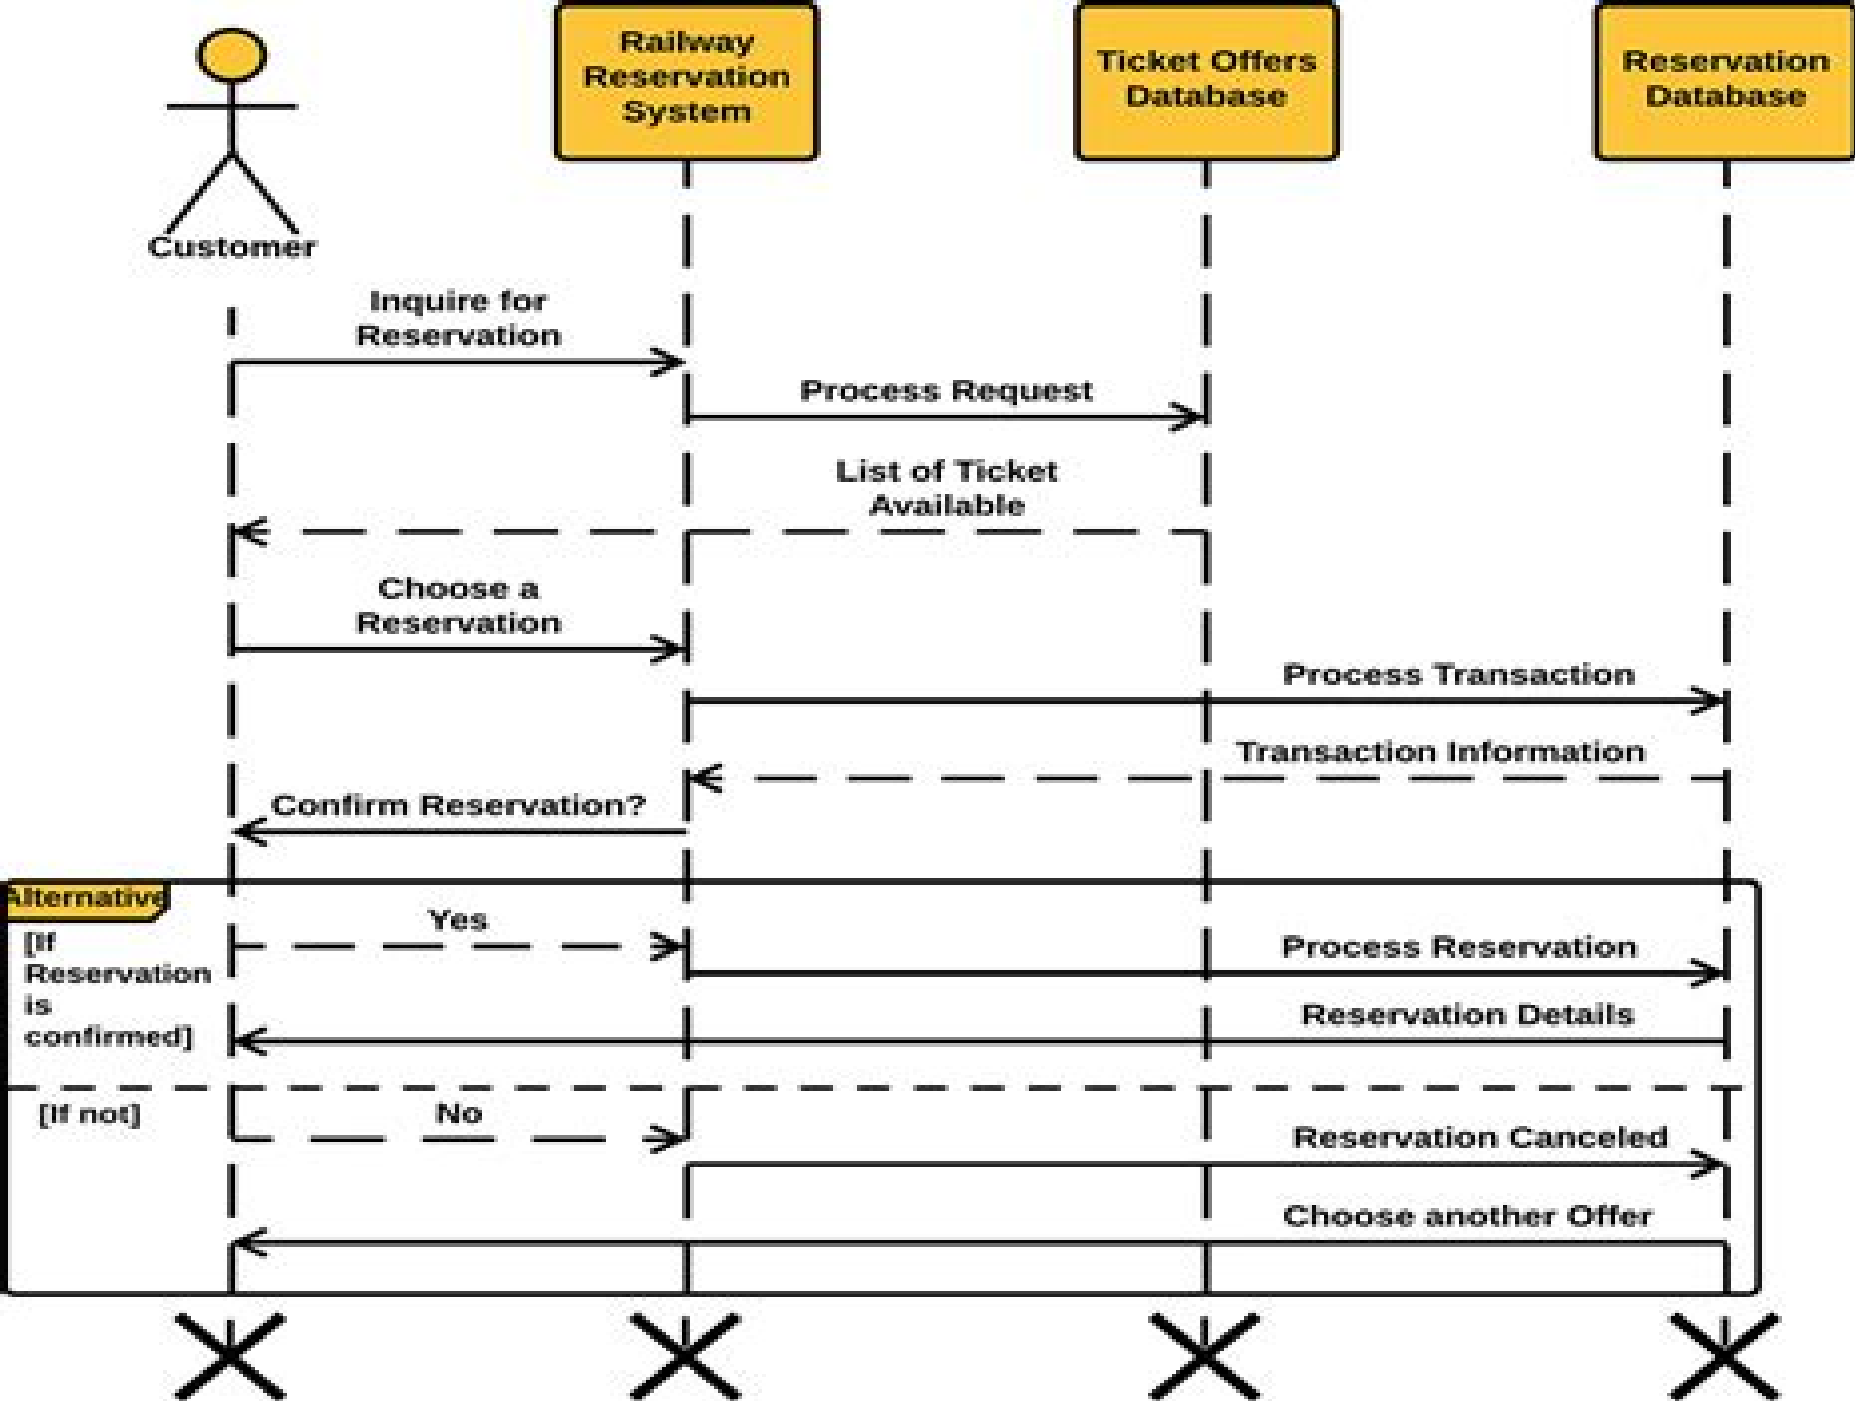 Railway
Reservation
System
Ticket Offers
Database
Reservation
Database
Customer
Inquire for
Reservation
Process Request
List of Ticket
Available
Choose a
Reservation
Process Transaction
Transaction Information
Confirm Reservation?
Alternative
Yes
[If
Reservation
is
confirmed]
Process Reservation
Reservation Details
[If not]
No
Reservation Canceled
Choose another Offer